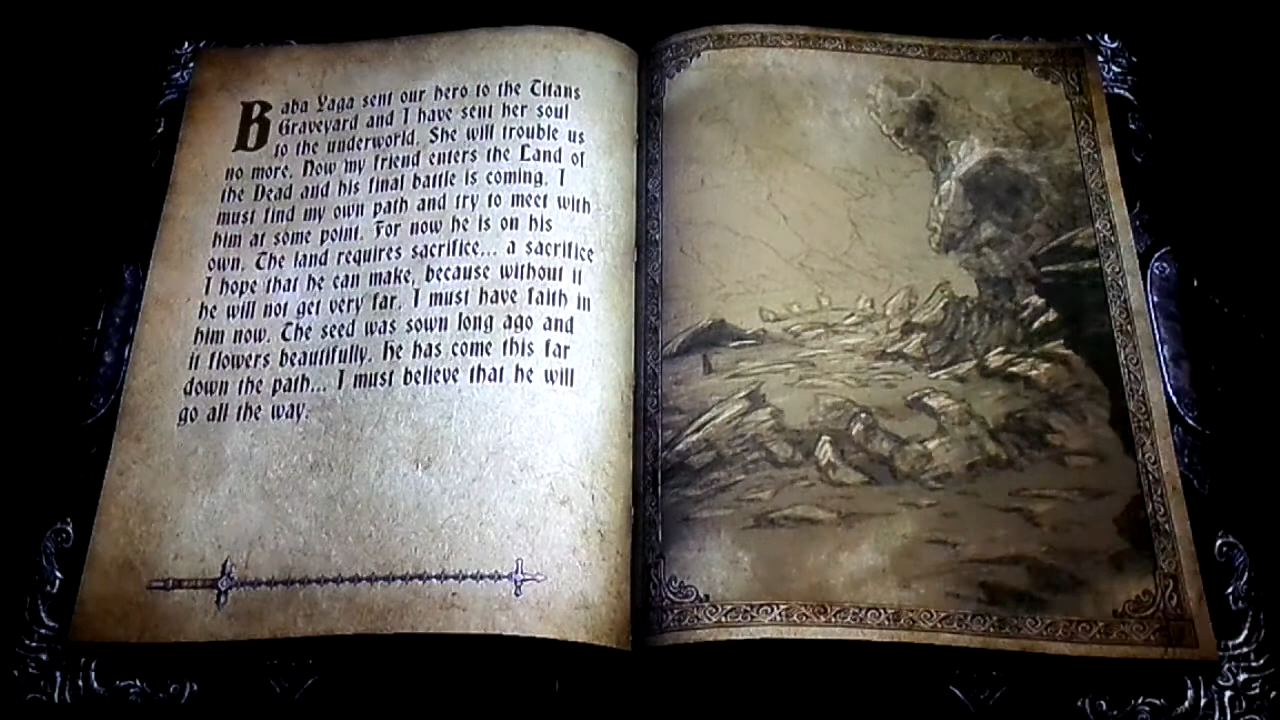 Baba Yaga sent our hero to the Titans
Graveyard and I have sent her soul
to the underworld. She will trouble us
no more. Now my friend enters the Land of
the Dead and his final battle is coming. I
must find my own path and try to meet with
him at some point. For now he is on his
own. The land requires sacrifice... a sacrifice
I hope that he can make, because without it
he will not get very far. I must have faith in
him now. The seed was sown long ago and
it flowers beautifully. He has come this far
down the path... I must believe that he will
go all the way.